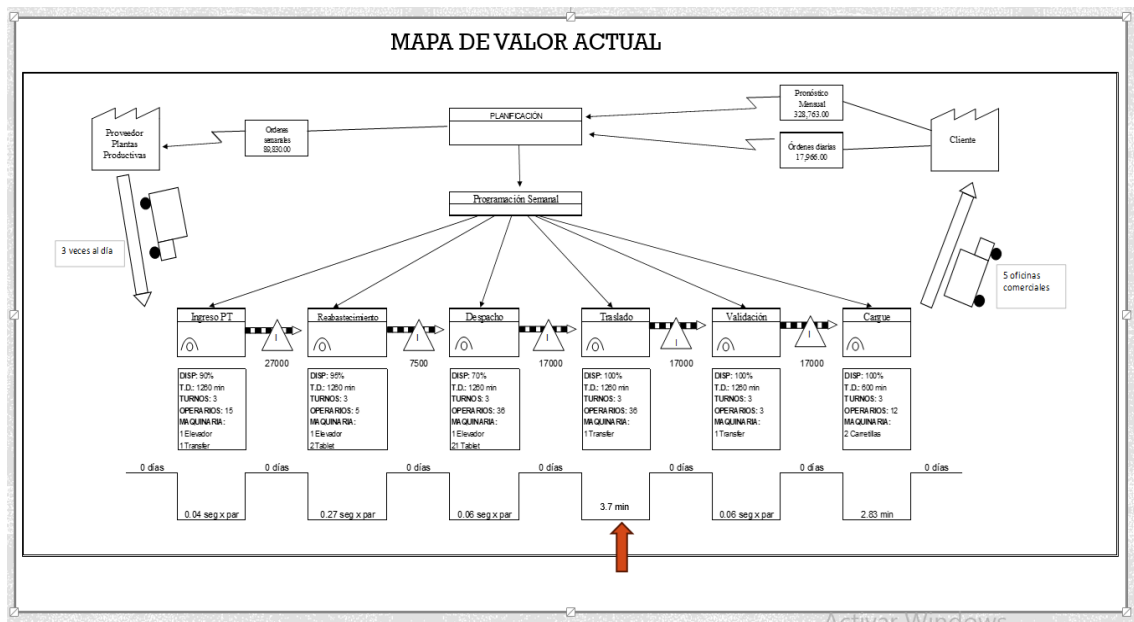 MAPA DE VALOR ACTUAL
Proveedor
Plantas
Productivas
Ordenes
semanales
89,830.00
PLANIFICACIÓN
Pronóstico
Mensual
328,763.00
Órdenes diarias
17,966.00
Cliente
Programación Semanal
3 veces al día
5 oficinas
comerciales
Ingreso PT
I
27000
Reabastecimiento
I
7500
Despacho
I
17000
Traslado
I
17000
Validación
I
17000
Cargue
DISP: 90%
T.D.: 1260 min
TURNOS: 3
OPERARIOS: 15
MAQUINARIA:
1 Elevador
1 Transfer
DISP: 95%
T.D.: 1260 min
TURNOS: 3
OPERARIOS: 5
MAQUINARIA:
1 Elevador
2 Tablet
DISP: 70%
T.D.: 1260 min
TURNOS: 3
OPERARIOS: 36
MAQUINARIA:
1 Elevador
21 Tablet
DISP: 100%
T.D.: 1260 min
TURNOS: 3
OPERARIOS: 36
MAQUINARIA:
1 Transfer
DISP: 100%
T.D.: 1260 min
TURNOS: 3
OPERARIOS: 3
MAQUINARIA:
1 Transfer
DISP: 100%
T.D.: 600 min
TURNOS: 3
OPERARIOS: 12
MAQUINARIA:
2 Carretillas
0 días
0 días
0 días
0 días
0 días
0 días
0 días
0.04 seg x par
0.27 seg x par
0.06 seg x par
3.7 min
0.06 seg x par
2.83 min
Activar Windows